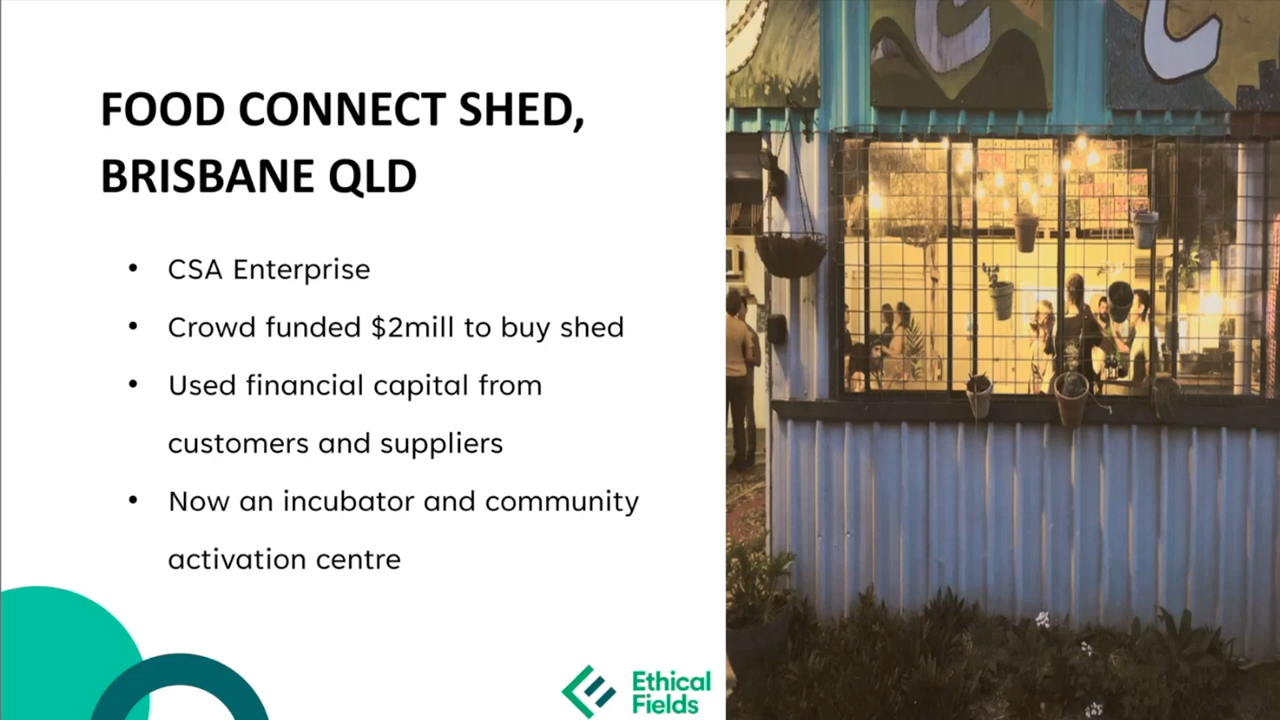 FOOD CONNECT SHED,
BRISBANE QLD
• CSA Enterprise
• Crowd funded $2mill to buy shed
• Used financial capital from
customers and suppliers
• Now an incubator and community
activation centre
Ethical
Fields